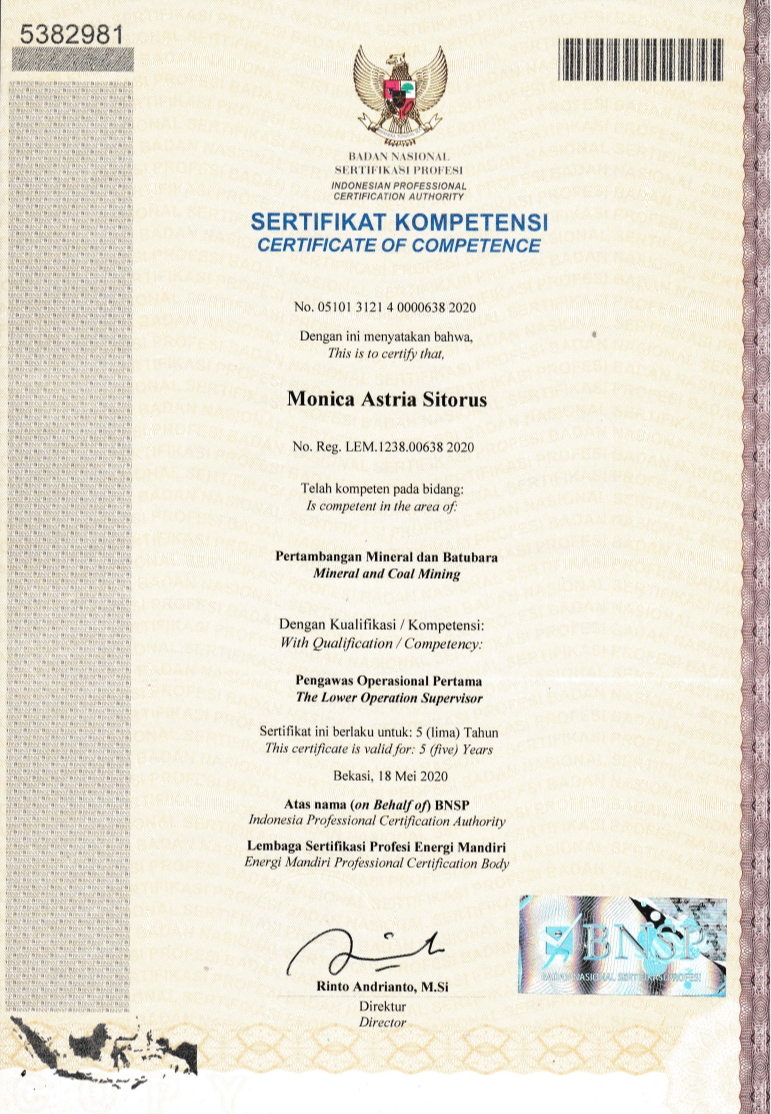 5382981
BADAN NASIONAL
SERTIFIKASI PROFESI
INDONESIAN PROFESSIONAL
CERTIFICATION AUTHORITY
SERTIFIKAT KOMPETENSI
CERTIFICATE OF COMPETENCE
No. 05101 3121 4 0000638 2020
Dengan ini menyatakan bahwa,
This is to certify that,
Monica Astria Sitorus
No. Reg. LEM.1238.00638 2020
Telah kompeten pada bidang:
Is competent in the area of:
Pertambangan Mineral dan Batubara
Mineral and Coal Mining
Dengan Kualifikasi / Kompetensi:
With Qualification / Competency:
Pengawas Operasional Pertama
The Lower Operation Supervisor
Sertifikat ini berlaku untuk: 5 (lima) Tahun
This certificate is valid for: 5 (five) Years
Bekasi, 18 Mei 2020
Atas nama (on Behalf of) BNSP
Indonesia Professional Certification Authority
Lembaga Sertifikasi Profesi Energi Mandiri
Energi Mandiri Professional Certification Body
BNSP
BADAN NASIONAL SERTIFIKASI PROFESI
Rinto Andrianto, M.Si
Direktur
Director
COPY